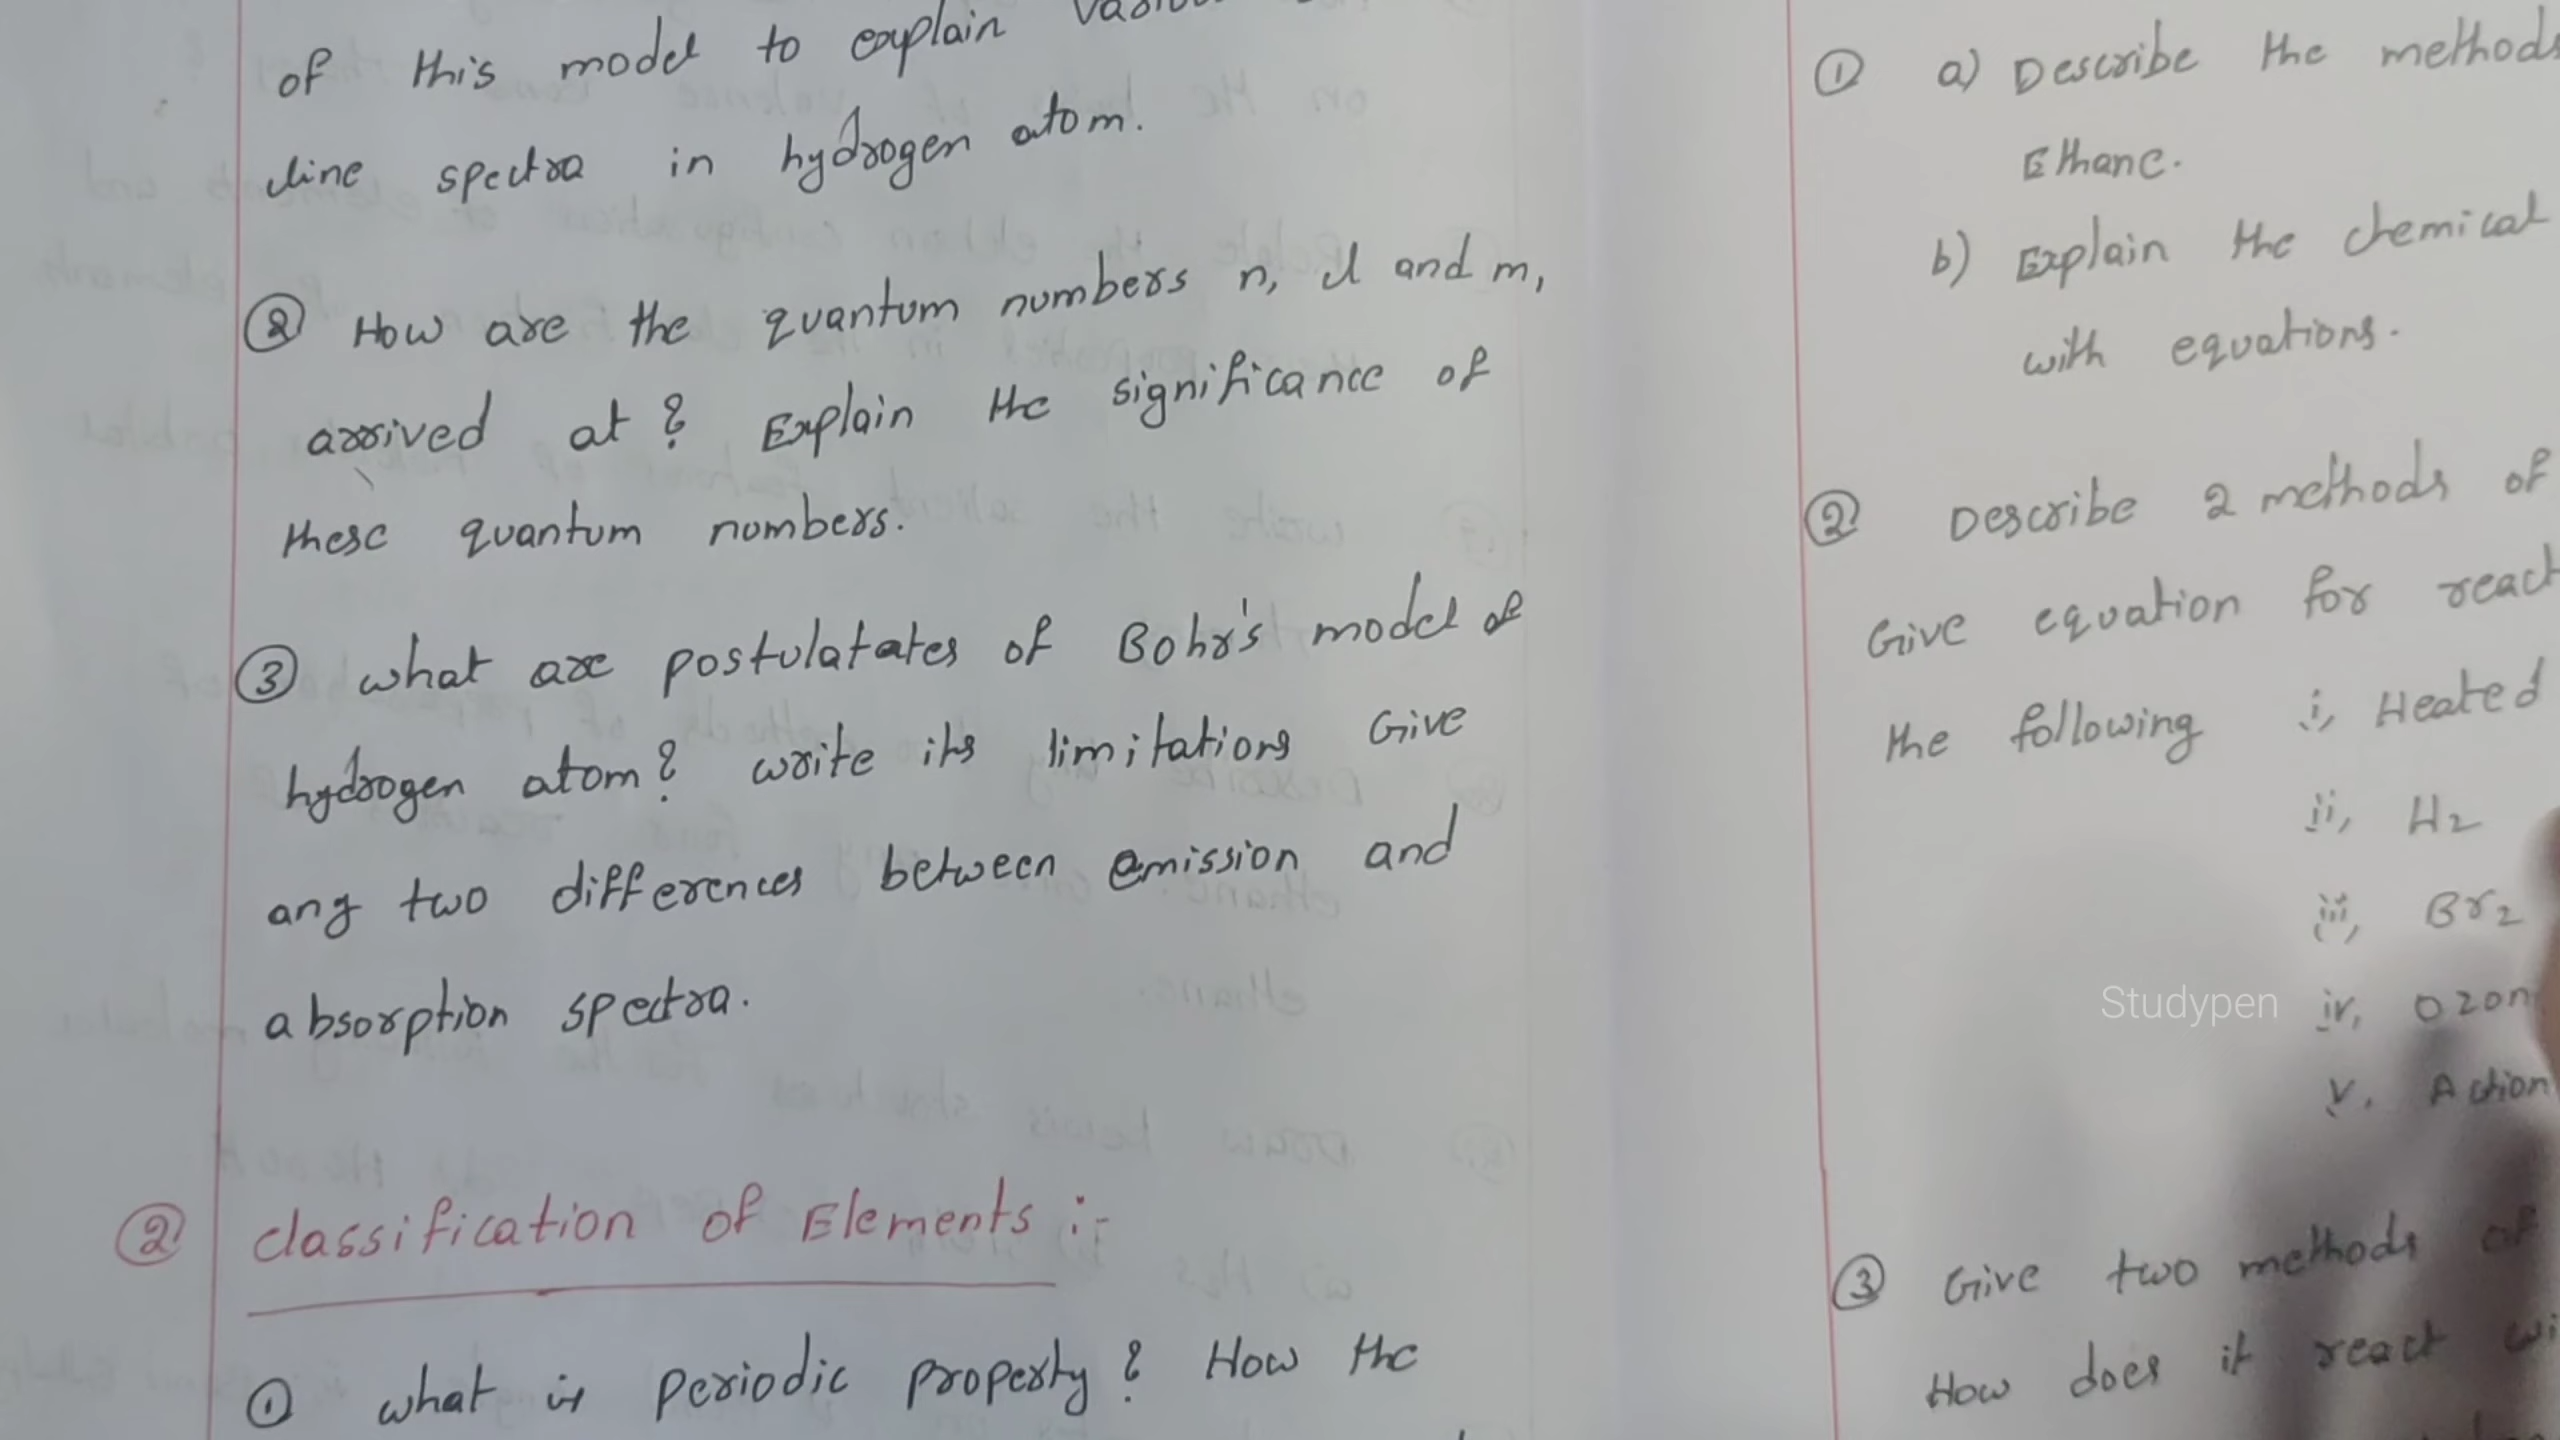 of this model to explain
line spectra in hydrogen atom.
② How are the quantum numbers n, l and m,
arrived at? Explain the significance of
these quantum numbers.
③ what are postulatates of Bohr's model of
hydrogen atom? write its limitations Give
any two differences between emission and
absorption spectra.
② classification of Elements :-
① what is periodic property? How the
① a) Describe the methods
Ethane.
b) Explain the chemical
with equations.
② Describe 2 methods of
Give equation for react
the following i, Heated
ii, H2
iii, Br2
iv, Ozon
v. Action
③ Give two methods of
How does it react wi
Studypen